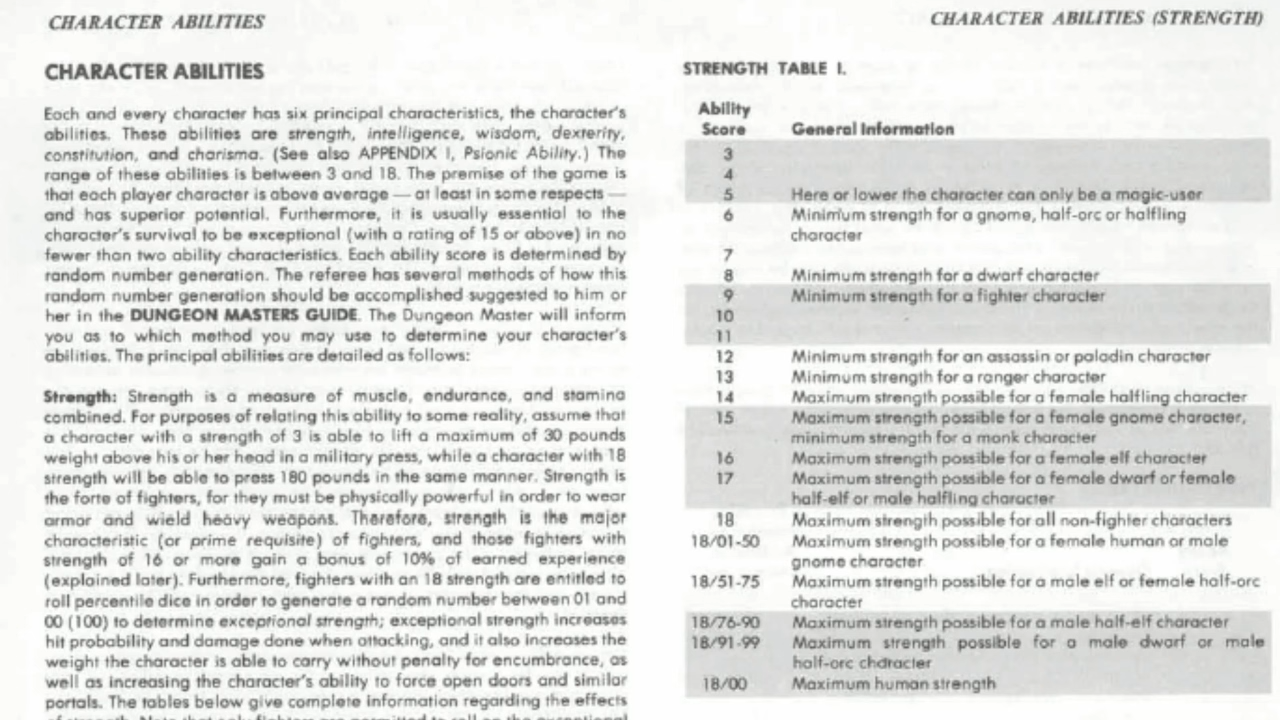 CHARACTER ABILITIES
CHARACTER ABILITIES
Each and every character has six principal characteristics, the character's
abilities. These abilities are strength, intelligence, wisdom, dexterity,
constitution, and charisma. (See also APPENDIX I, Psionic Ability.) The
range of these abilities is between 3 and 18. The premise of the game is
that each player character is above average — at least in some respects —
and has superior potential. Furthermore, it is usually essential to the
character's survival to be exceptional (with a rating of 15 or above) in no
fewer than two ability characteristics. Each ability score is determined by
random number generation. The referee has several methods of how this
random number generation should be accomplished suggested to him or
her in the DUNGEON MASTERS GUIDE. The Dungeon Master will inform
you as to which method you may use to determine your character's
abilities. The principal abilities are detailed as follows:
Strength: Strength is a measure of muscle, endurance, and stamina
combined. For purposes of relating this ability to some reality, assume that
a character with a strength of 3 is able to lift a maximum of 30 pounds
weight above his or her head in a military press, while a character with 18
strength will be able to press 180 pounds in the same manner. Strength is
the forte of fighters, for they must be physically powerful in order to wear
armor and wield heavy weapons. Therefore, strength is the major
characteristic (or prime requisite) of fighters, and those fighters with
strength of 16 or more gain a bonus of 10% of earned experience
(explained later). Furthermore, fighters with an 18 strength are entitled to
roll percentile dice in order to generate a random number between 01 and
00 (100) to determine exceptional strength; exceptional strength increases
hit probability and damage done when attacking, and it also increases the
weight the character is able to carry without penalty for encumbrance, as
well as increasing the character's ability to force open doors and similar
portals. The tables below give complete information regarding the effects
of strength. Note that only fighters are permitted to roll on the exceptional
CHARACTER ABILITIES (STRENGTH)
STRENGTH TABLE I.
Ability
Score General Information
3
4
5 Here or lower the character can only be a magic-user
6 Minimum strength for a gnome, half-orc or halfling
character
7
8 Minimum strength for a dwarf character
9 Minimum strength for a fighter character
10
11
12 Minimum strength for an assassin or paladin character
13 Minimum strength for a ranger character
14 Maximum strength possible for a female halfling character
15 Maximum strength possible for a female gnome character,
minimum strength for a monk character
16 Maximum strength possible for a female elf character
17 Maximum strength possible for a female dwarf or female
half-elf or male halfling character
18 Maximum strength possible for all non-fighter characters
18/01-50 Maximum strength possible for a female human or male
gnome character
18/51-75 Maximum strength possible for a male elf or female half-orc
character
18/76-90 Maximum strength possible for a male half-elf character
18/91-99 Maximum strength possible for a male dwarf or male
half-orc character
18/00 Maximum human strength